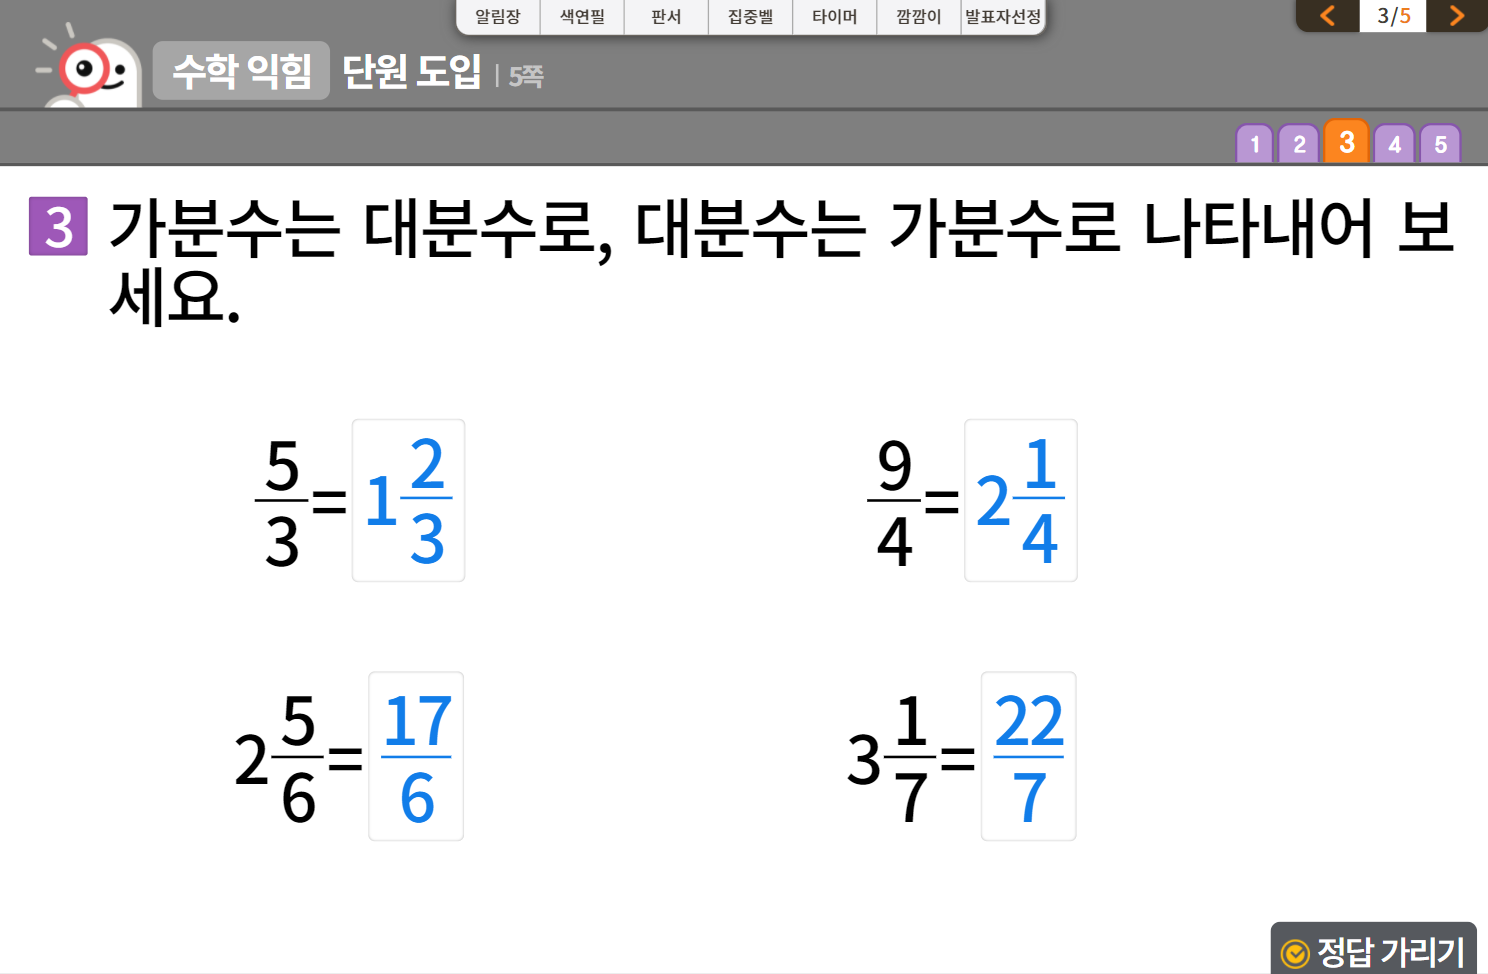 알림장 색연필 판서 집중벨 타이머 깜깜이 발표자선정
3/5
수학 익힘 단원 도입 | 5쪽
1 2 3 4 5
3 가분수는 대분수로, 대분수는 가분수로 나타내어 보
세요.
5/3 = 1 2/3
9/4 = 2 1/4
2 5/6 = 17/6
3 1/7 = 22/7
정답 가리기